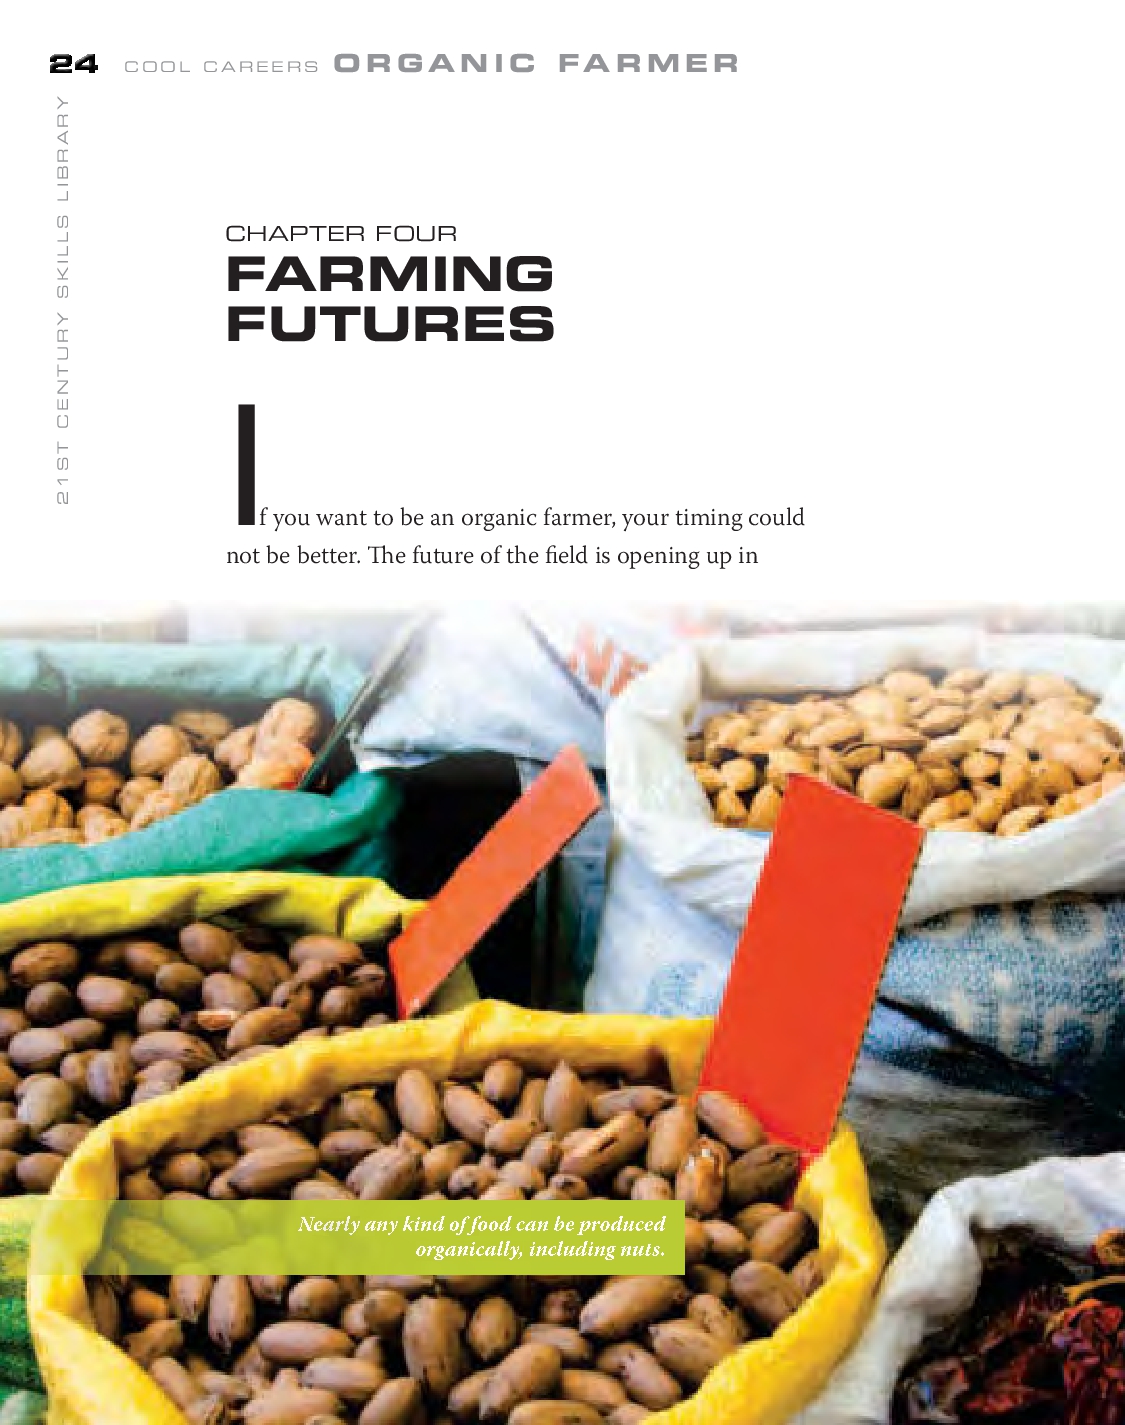 24 COOL CAREERS ORGANIC FARMER
21ST CENTURY SKILLS LIBRARY
CHAPTER FOUR
FARMING
FUTURES
If you want to be an organic farmer, your timing could
not be better. The future of the field is opening up in
Nearly any kind of food can be produced
organically, including nuts.